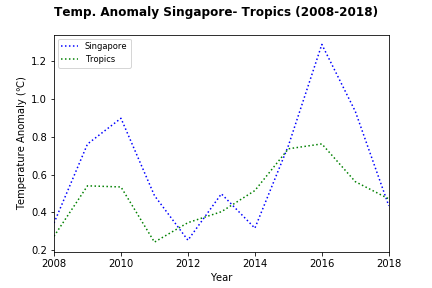 Temp. Anomaly Singapore- Tropics (2008-2018)
Singapore
Tropics
Temperature Anomaly (℃)
1.2
1.0
0.8
0.6
0.4
0.2
2008 2010 2012 2014 2016 2018
Year